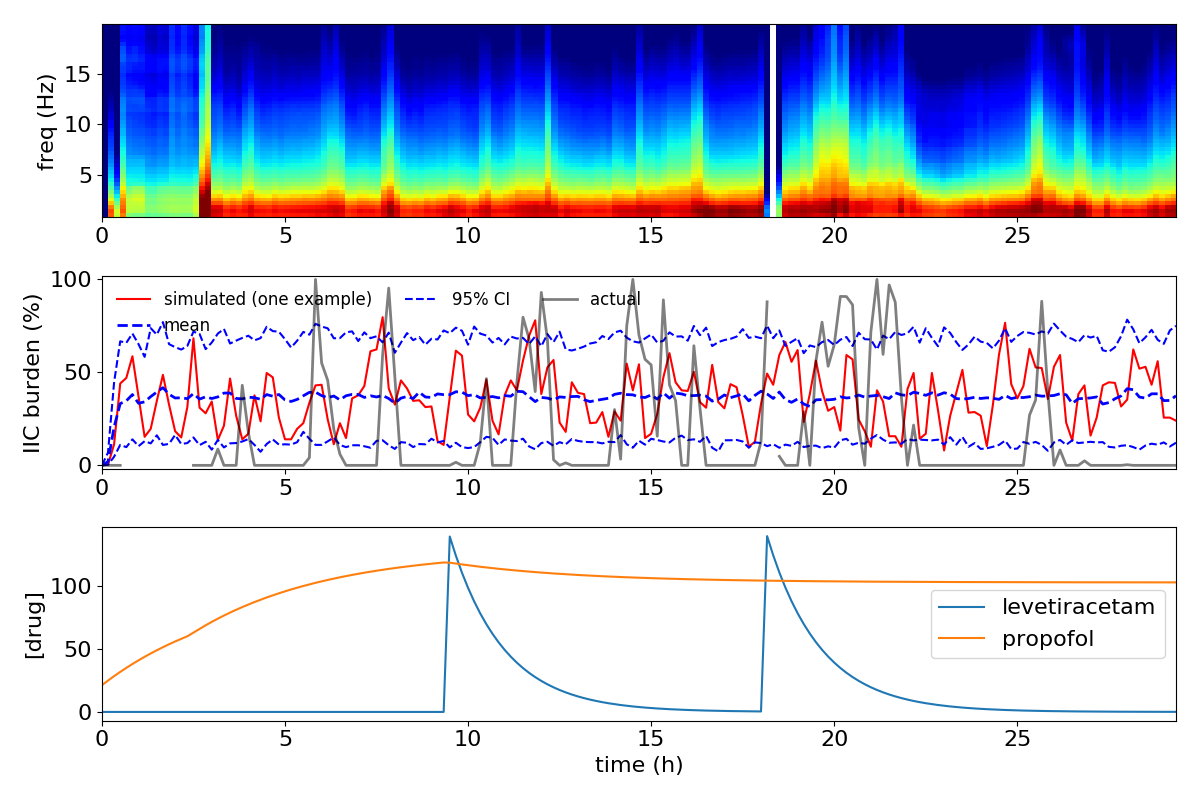 freq (Hz)
15
10
5
0 5 10 15 20 25
IIC burden (%)
100
50
0
simulated (one example) 95% CI actual
mean
0 5 10 15 20 25
[drug]
100
50
0
levetiracetam
propofol
0 5 10 15 20 25
time (h)